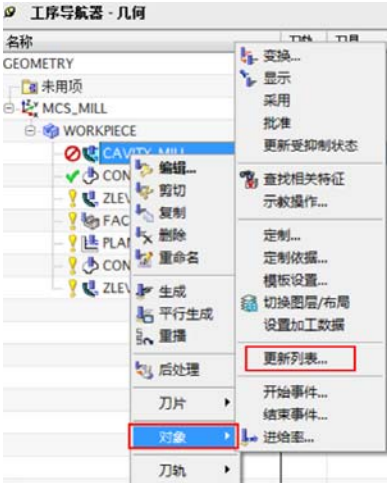 工序导航器 - 几何
名称
刀轨 刀具
GEOMETRY
未用项
MCS_MILL
WORKPIECE
CAVITY_MILL
CON
ZLEV
FAC
PLAN
CON
ZLEV
编辑...
剪切
复制
删除
重命名
生成
平行生成
重播
后处理
刀片
对象
刀轨
变换...
显示
采用
批准
更新受抑制状态
查找相关特征
示教操作...
定制...
定制依据...
模板设置...
切换图层/布局
设置加工数据
更新列表...
开始事件...
结束事件...
进给率...